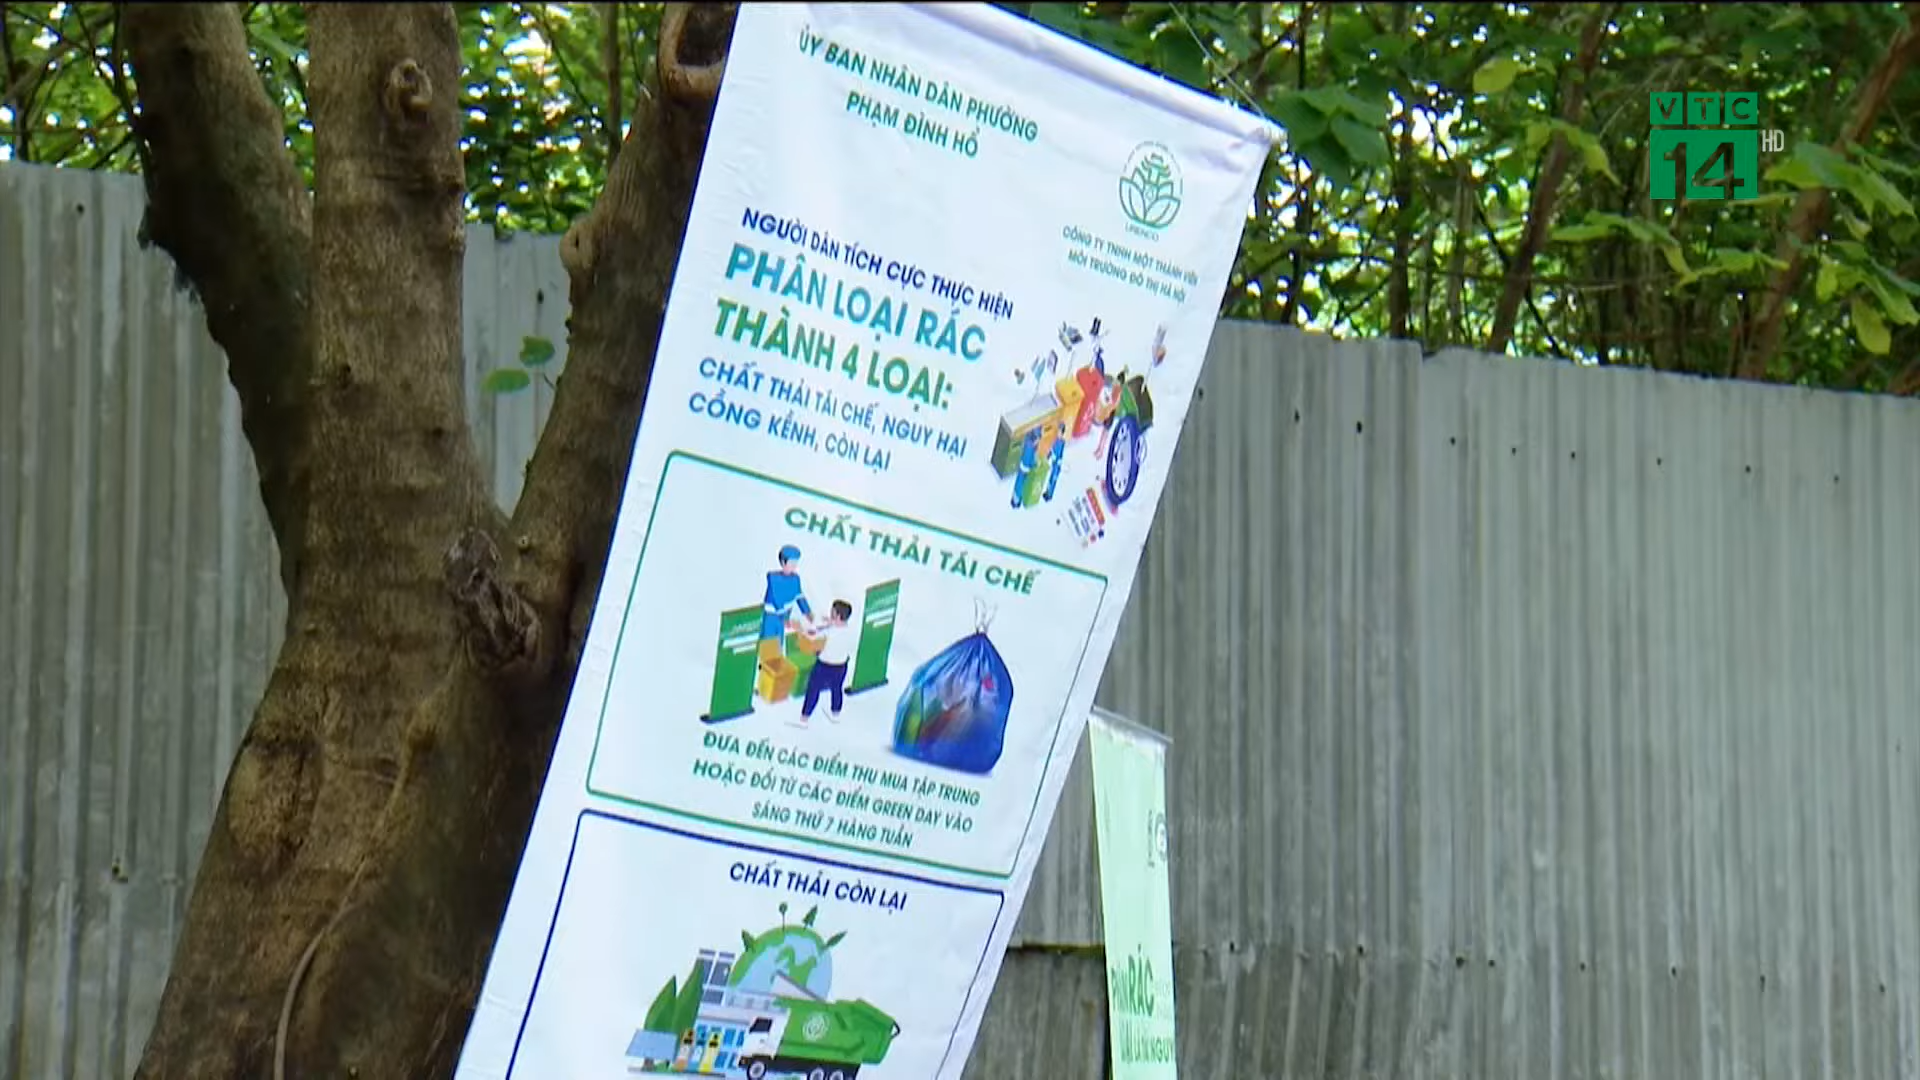 ỦY BAN NHÂN DÂN PHƯỜNG
PHẠM ĐÌNH HỔ
URENCO
CÔNG TY TNHH MỘT THÀNH VIÊN
MÔI TRƯỜNG ĐÔ THỊ HÀ NỘI
NGƯỜI DÂN TÍCH CỰC THỰC HIỆN
PHÂN LOẠI RÁC
THÀNH 4 LOẠI:
CHẤT THẢI TÁI CHẾ, NGUY HẠI
CỒNG KỀNH, CÒN LẠI
CHẤT THẢI TÁI CHẾ
ĐƯA ĐẾN CÁC ĐIỂM THU MUA TẬP TRUNG
HOẶC ĐỔI TỪ CÁC ĐIỂM GREEN DAY VÀO
SÁNG THỨ 7 HÀNG TUẦN
CHẤT THẢI CÒN LẠI
VTC
14 HD
RÁC